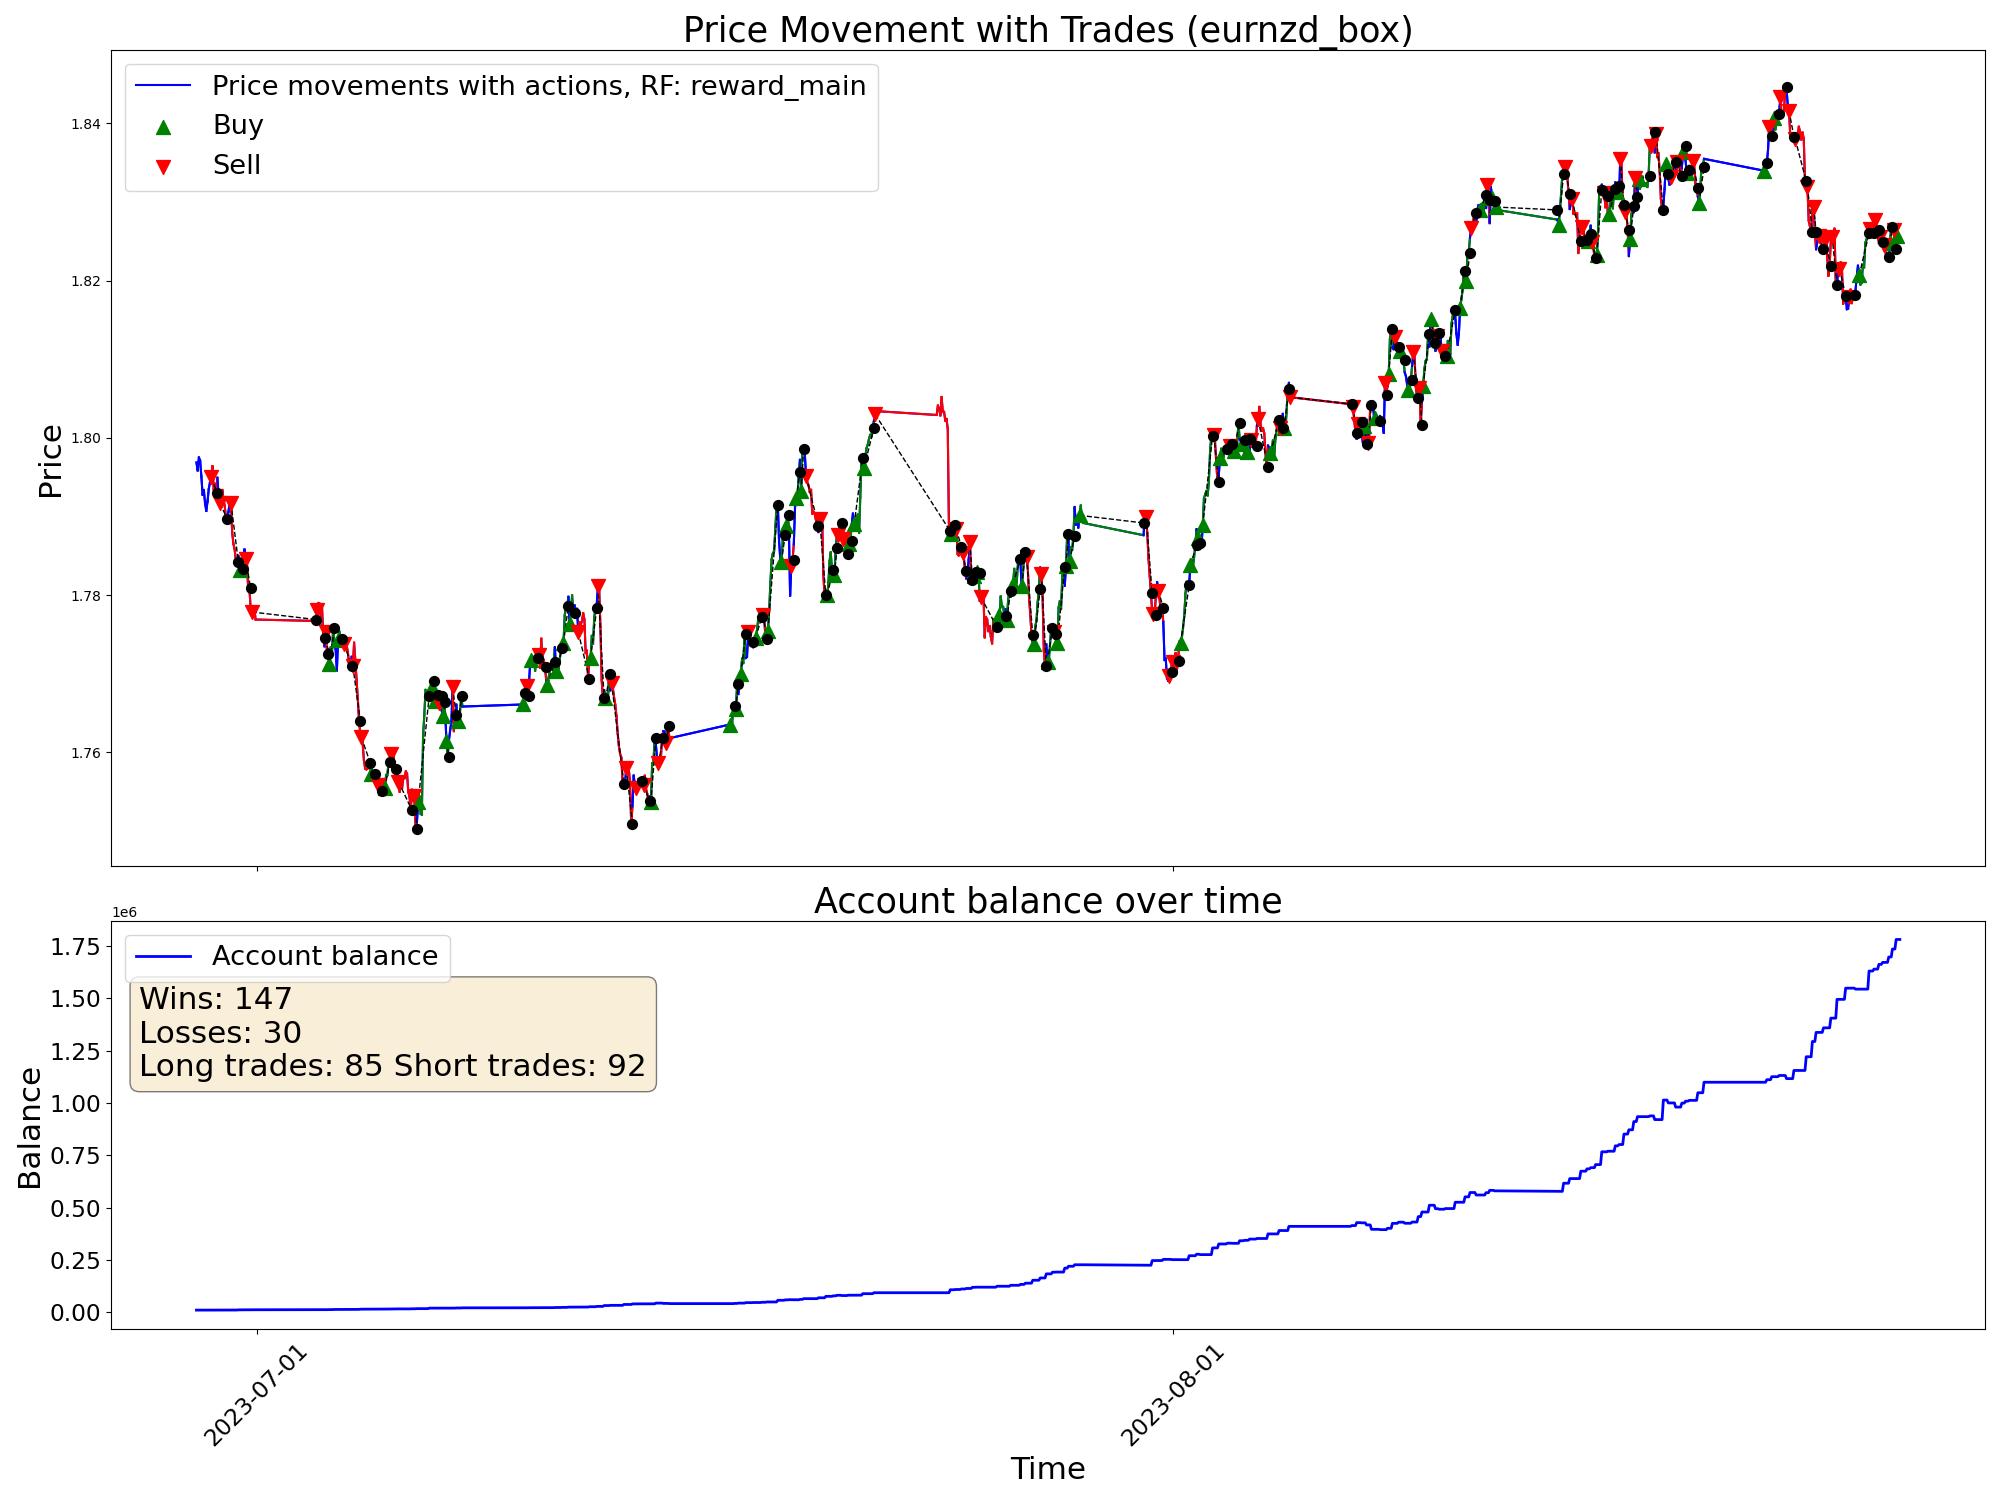 Price Movement with Trades (eurnzd_box)
Price movements with actions, RF: reward_main
Buy
Sell
Price
1.84
1.82
1.80
1.78
1.76
Account balance over time
1e6
Account balance
Wins: 147
Losses: 30
Long trades: 85 Short trades: 92
Balance
1.75
1.50
1.25
1.00
0.75
0.50
0.25
0.00
2023-07-01
2023-08-01
Time